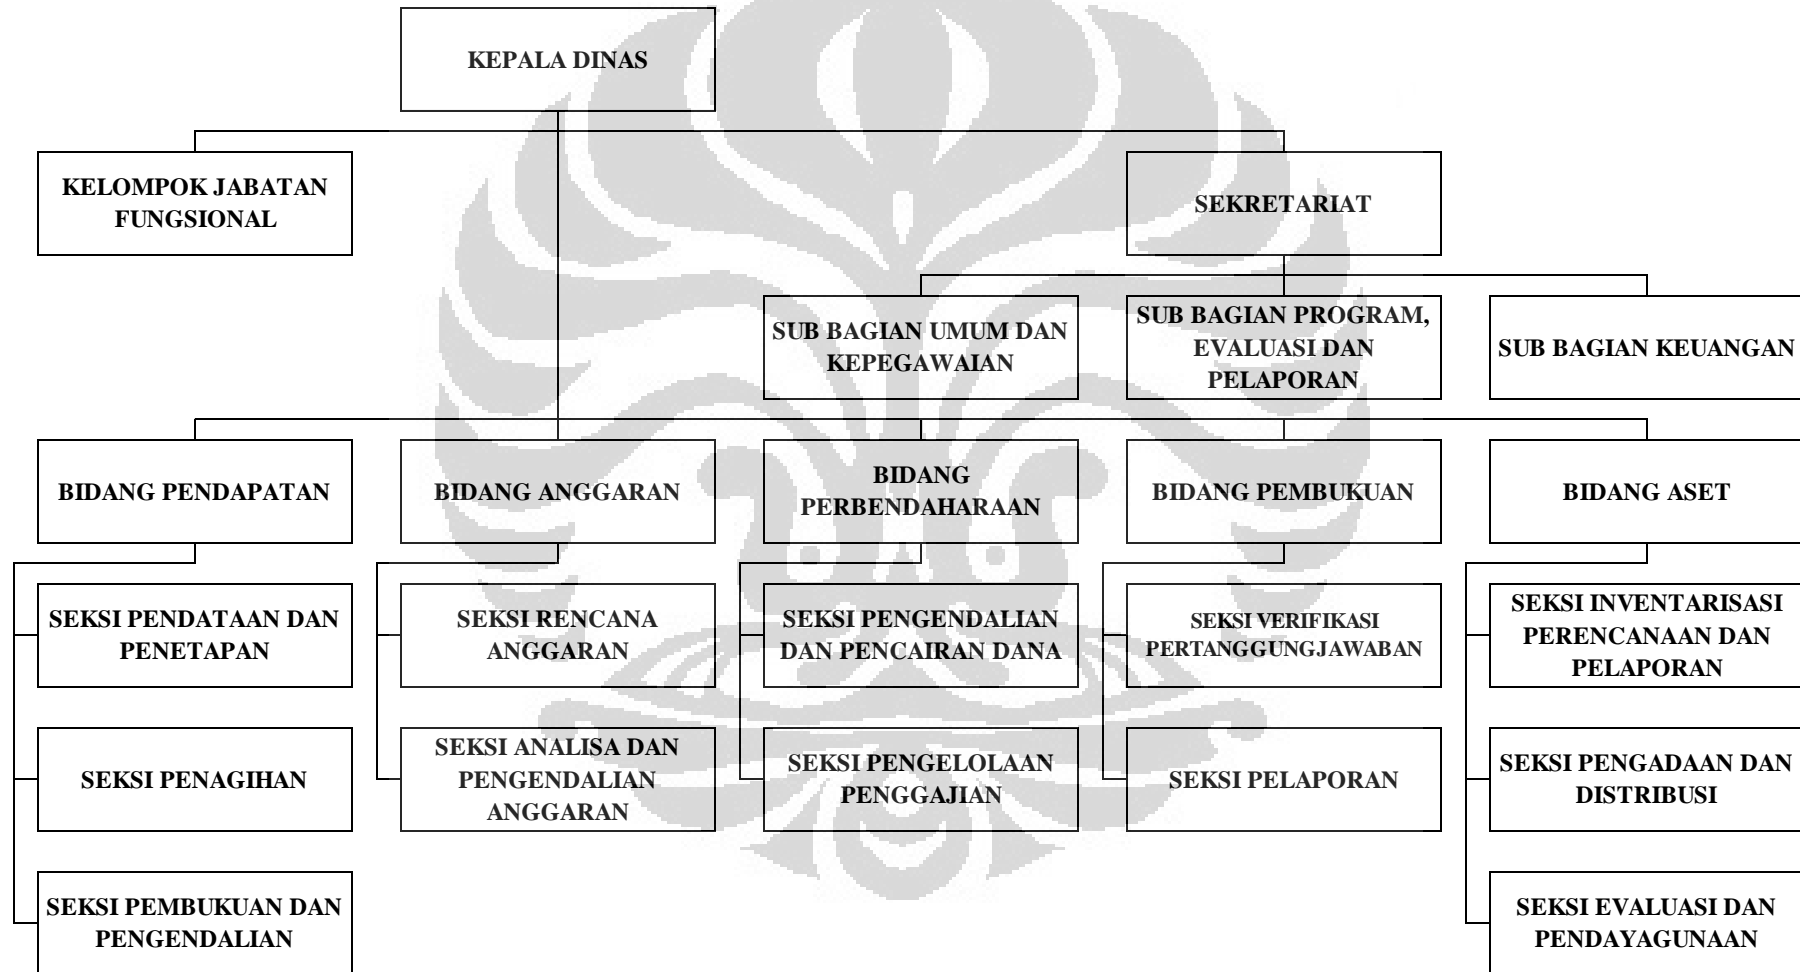 KEPALA DINAS
KELOMPOK JABATAN
FUNGSIONAL
SEKRETARIAT
SUB BAGIAN UMUM DAN
KEPEGAWAIAN
SUB BAGIAN PROGRAM,
EVALUASI DAN
PELAPORAN
SUB BAGIAN KEUANGAN
BIDANG PENDAPATAN
BIDANG ANGGARAN
BIDANG
PERBENDAHARAAN
BIDANG PEMBUKUAN
BIDANG ASET
SEKSI PENDATAAN DAN
PENETAPAN
SEKSI RENCANA
ANGGARAN
SEKSI PENGENDALIAN
DAN PENCAIRAN DANA
SEKSI VERIFIKASI
PERTANGGUNGJAWABAN
SEKSI INVENTARISASI
PERENCANAAN DAN
PELAPORAN
SEKSI PENAGIHAN
SEKSI ANALISA DAN
PENGENDALIAN
ANGGARAN
SEKSI PENGELOLAAN
PENGGAJIAN
SEKSI PELAPORAN
SEKSI PENGADAAN DAN
DISTRIBUSI
SEKSI PEMBUKUAN DAN
PENGENDALIAN
SEKSI EVALUASI DAN
PENDAYAGUNAAN